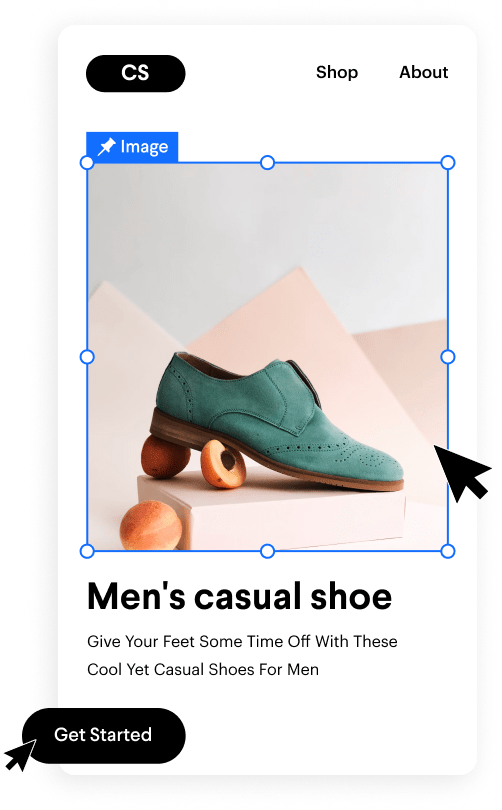 CS
Shop
About
Image
Men's casual shoe
Give Your Feet Some Time Off With These
Cool Yet Casual Shoes For Men
Get Started